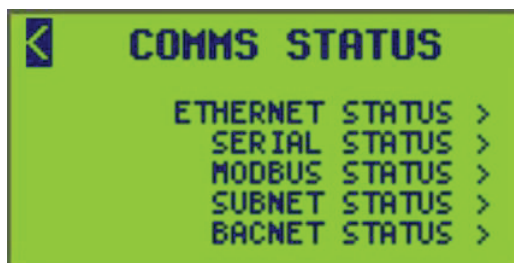 < COMMS STATUS
ETHERNET STATUS >
SERIAL STATUS >
MODBUS STATUS >
SUBNET STATUS >
BACNET STATUS >